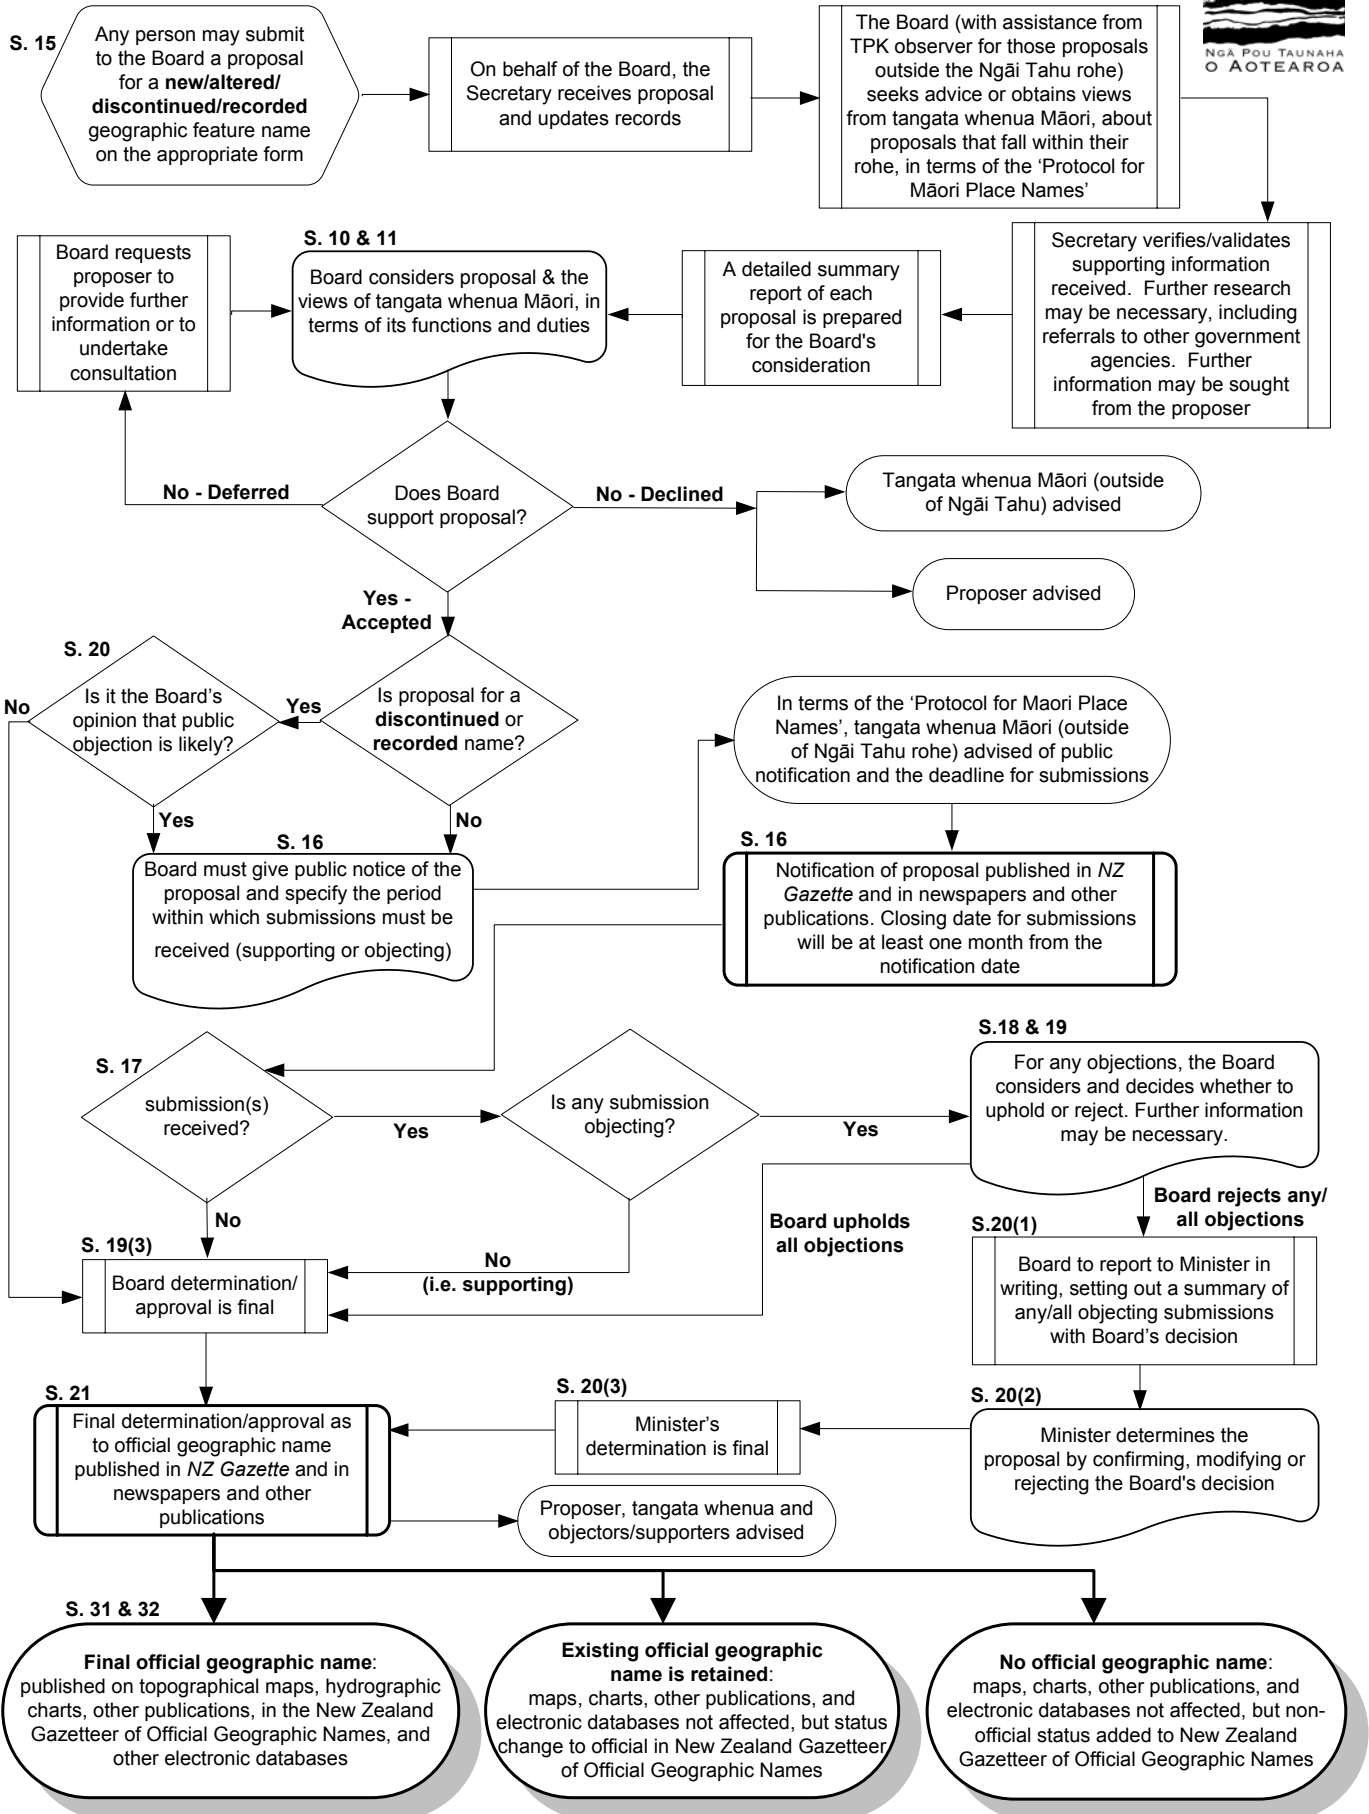 S. 15
Any person may submit
to the Board a proposal
for a new/altered/
discontinued/recorded
geographic feature name
on the appropriate form
On behalf of the Board, the
Secretary receives proposal
and updates records
The Board (with assistance from
TPK observer for those proposals
outside the Ngāi Tahu rohe)
seeks advice or obtains views
from tangata whenua Māori, about
proposals that fall within their
rohe, in terms of the ‘Protocol for
Māori Place Names’
NGĀ POU TAUNAHA
O AOTEAROA
Board requests
proposer to
provide further
information or to
undertake
consultation
S. 10 & 11
Board considers proposal & the
views of tangata whenua Māori, in
terms of its functions and duties
A detailed summary
report of each
proposal is prepared
for the Board's
consideration
Secretary verifies/validates
supporting information
received. Further research
may be necessary, including
referrals to other government
agencies. Further
information may be sought
from the proposer
No - Deferred
Does Board
support proposal?
No - Declined
Tangata whenua Māori (outside
of Ngāi Tahu) advised
Proposer advised
Yes -
Accepted
S. 20
No
Is it the Board’s
opinion that public
objection is likely?
Yes
Is proposal for a
discontinued or
recorded name?
In terms of the ‘Protocol for Maori Place
Names’, tangata whenua Māori (outside
of Ngāi Tahu rohe) advised of public
notification and the deadline for submissions
Yes
No
S. 16
Board must give public notice of the
proposal and specify the period
within which submissions must be
received (supporting or objecting)
S. 16
Notification of proposal published in NZ
Gazette and in newspapers and other
publications. Closing date for submissions
will be at least one month from the
notification date
S. 17
submission(s)
received?
Yes
Is any submission
objecting?
Yes
S.18 & 19
For any objections, the Board
considers and decides whether to
uphold or reject. Further information
may be necessary.
No
No
(i.e. supporting)
Board upholds
all objections
Board rejects any/
all objections
S. 19(3)
Board determination/
approval is final
S.20(1)
Board to report to Minister in
writing, setting out a summary of
any/all objecting submissions
with Board’s decision
S. 21
Final determination/approval as
to official geographic name
published in NZ Gazette and in
newspapers and other
publications
S. 20(3)
Minister’s
determination is final
S. 20(2)
Minister determines the
proposal by confirming, modifying or
rejecting the Board's decision
Proposer, tangata whenua and
objectors/supporters advised
S. 31 & 32
Final official geographic name:
published on topographical maps, hydrographic
charts, other publications, in the New Zealand
Gazetteer of Official Geographic Names, and
other electronic databases
Existing official geographic
name is retained:
maps, charts, other publications, and
electronic databases not affected, but status
change to official in New Zealand Gazetteer
of Official Geographic Names
No official geographic name:
maps, charts, other publications, and
electronic databases not affected, but non-
official status added to New Zealand
Gazetteer of Official Geographic Names